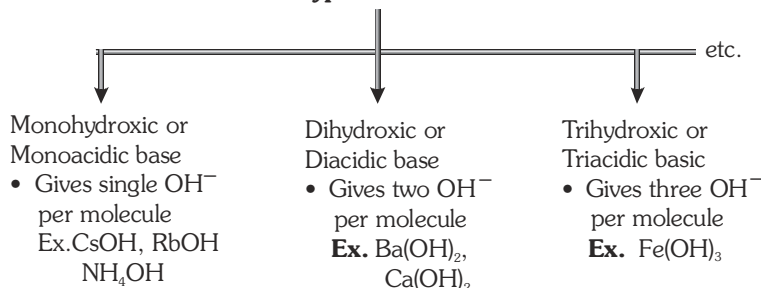 etc.
Monohydroxic or
Monoacidic base
• Gives single OH⁻
per molecule
Ex.CsOH, RbOH
NH₄OH
Dihydroxic or
Diacidic base
• Gives two OH⁻
per molecule
Ex. Ba(OH)₂,
Ca(OH)₂
Trihydroxic or
Triacidic basic
• Gives three OH⁻
per molecule
Ex. Fe(OH)₃